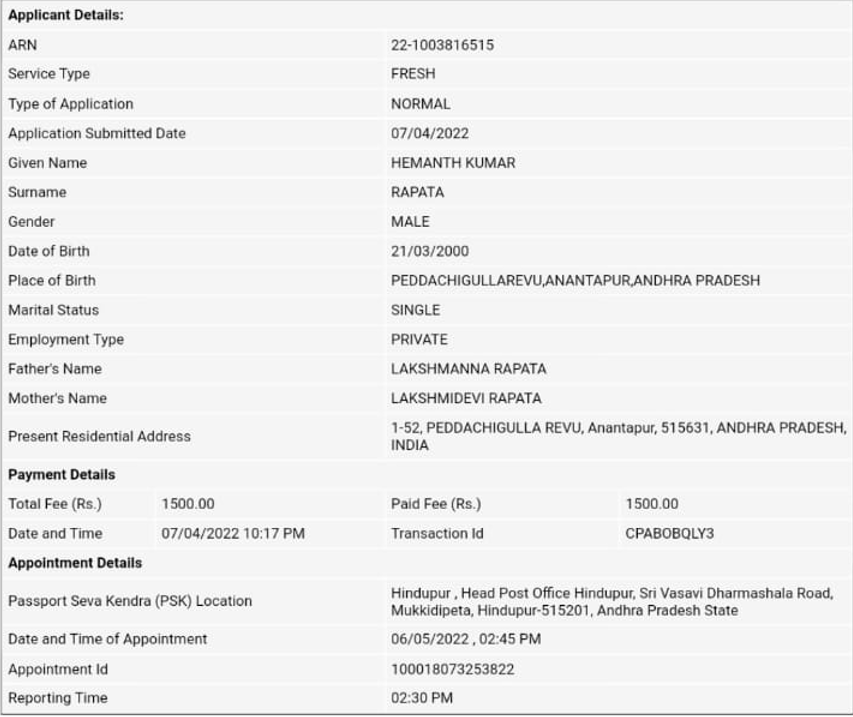 Applicant Details:
ARN 22-1003816515
Service Type FRESH
Type of Application NORMAL
Application Submitted Date 07/04/2022
Given Name HEMANTH KUMAR
Surname RAPATA
Gender MALE
Date of Birth 21/03/2000
Place of Birth PEDDACHIGULLAREVU,ANANTAPUR,ANDHRA PRADESH
Marital Status SINGLE
Employment Type PRIVATE
Father's Name LAKSHMANNA RAPATA
Mother's Name LAKSHMIDEVI RAPATA
Present Residential Address 1-52, PEDDACHIGULLA REVU, Anantapur, 515631, ANDHRA PRADESH,
INDIA
Payment Details
Total Fee (Rs.) 1500.00 Paid Fee (Rs.) 1500.00
Date and Time 07/04/2022 10:17 PM Transaction Id CPABOBQLY3
Appointment Details
Passport Seva Kendra (PSK) Location Hindupur , Head Post Office Hindupur, Sri Vasavi Dharmashala Road,
Mukkidipeta, Hindupur-515201, Andhra Pradesh State
Date and Time of Appointment 06/05/2022 , 02:45 PM
Appointment Id 100018073253822
Reporting Time 02:30 PM